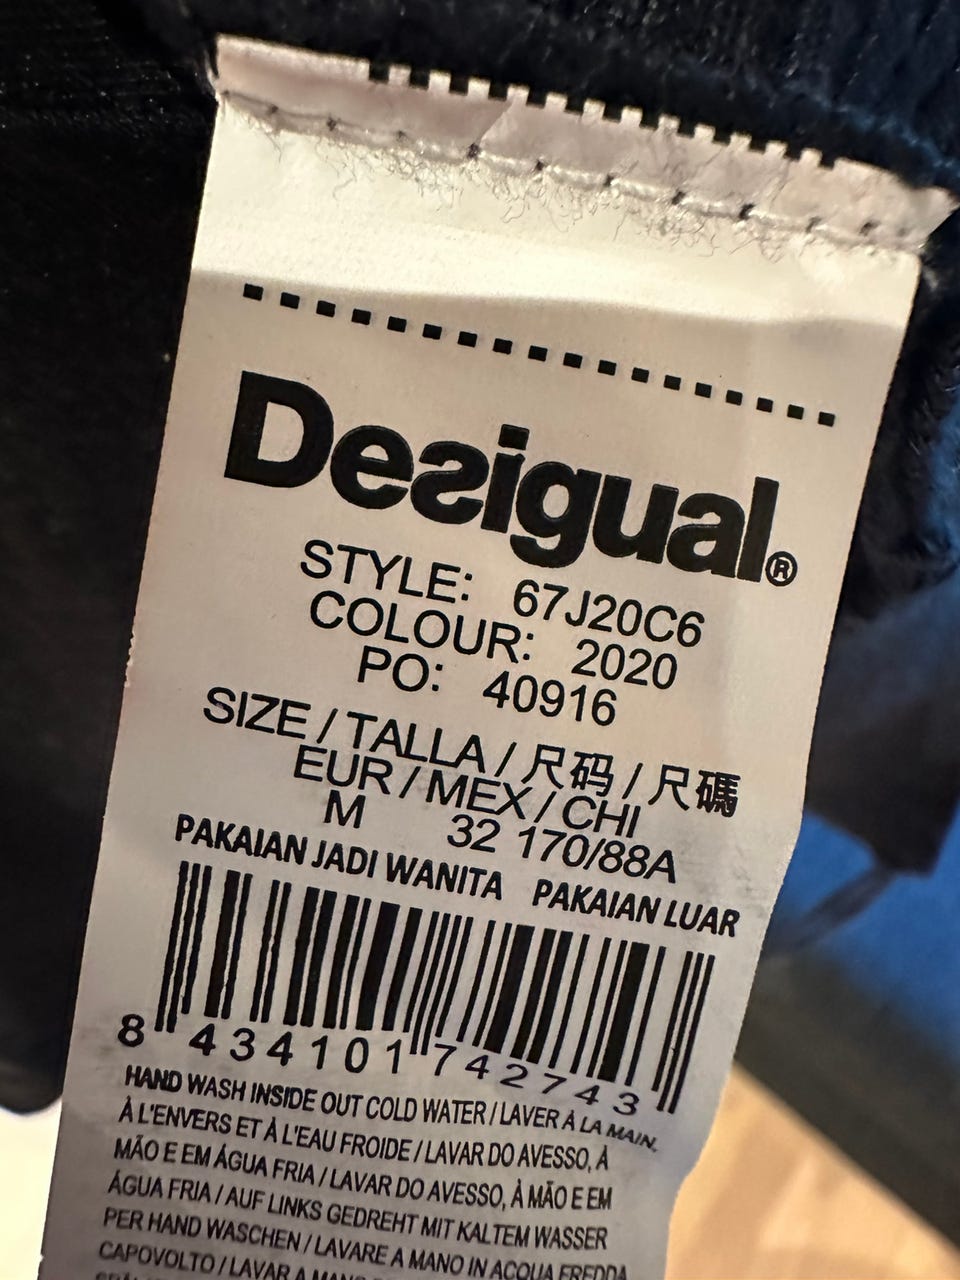 Desigual®
STYLE: 67J20C6
COLOUR: 2020
PO: 40916
SIZE / TALLA / 尺码 / 尺碼
EUR / MEX / CHI
M 32 170/88A
PAKAIAN JADI WANITA PAKAIAN LUAR
8 434101 742743
HAND WASH INSIDE OUT COLD WATER / LAVER À LA MAIN,
À L'ENVERS ET À L'EAU FROIDE / LAVAR DO AVESSO, À
MÃO E EM ÁGUA FRIA / LAVAR DO AVESSO, À MÃO E EM
ÁGUA FRIA / AUF LINKS GEDREHT MIT KALTEM WASSER
PER HAND WASCHEN / LAVARE A MANO IN ACQUA FREDDA
CAPOVOLTO / LAVAR A MANO